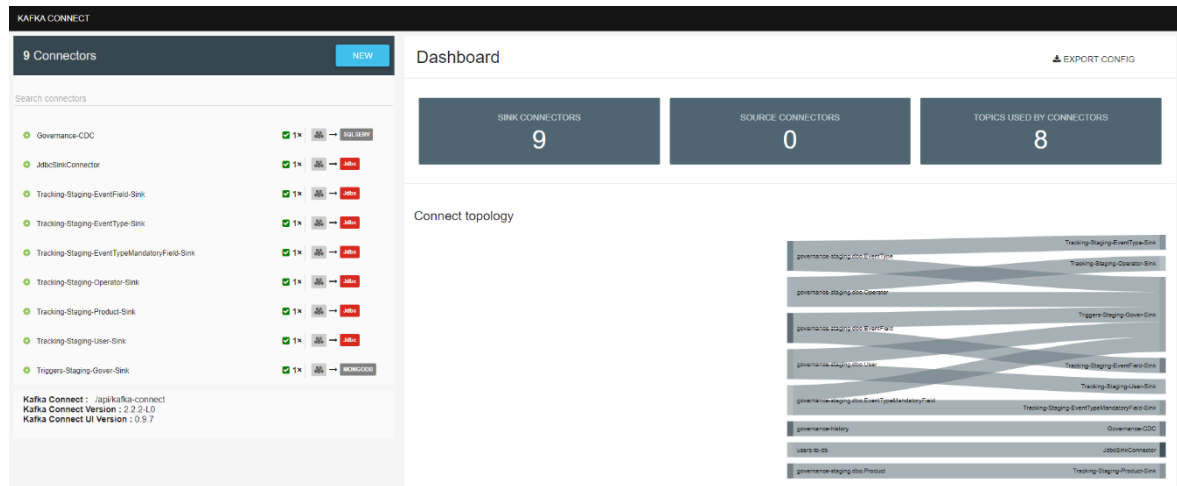 KAFKA CONNECT
9 Connectors
NEW
Search connectors
Governance-CDC 1× → SQLSERV
JdbcSinkConnector 1× → Jdbc
Tracking-Staging-EventField-Sink 1× → Jdbc
Tracking-Staging-EventType-Sink 1× → Jdbc
Tracking-Staging-EventTypeMandatoryField-Sink 1× → Jdbc
Tracking-Staging-Operator-Sink 1× → Jdbc
Tracking-Staging-Product-Sink 1× → Jdbc
Tracking-Staging-User-Sink 1× → Jdbc
Triggers-Staging-Gover-Sink 1× → MONGODB
Kafka Connect : /api/kafka-connect
Kafka Connect Version : 2.2.2-L0
Kafka Connect UI Version : 0.9.7
Dashboard
EXPORT CONFIG
SINK CONNECTORS
9
SOURCE CONNECTORS
0
TOPICS USED BY CONNECTORS
8
Connect topology
governance-staging.dbo.EventType
governance-staging.dbo.Operator
governance-staging.dbo.EventField
governance-staging.dbo.User
governance-staging.dbo.EventTypeMandatoryField
governance-history
users-to-db
governance-staging.dbo.Product
Tracking-Staging-EventType-Sink
Tracking-Staging-Operator-Sink
Triggers-Staging-Gover-Sink
Tracking-Staging-EventField-Sink
Tracking-Staging-User-Sink
Tracking-Staging-EventTypeMandatoryField-Sink
Governance-CDC
JdbcSinkConnector
Tracking-Staging-Product-Sink